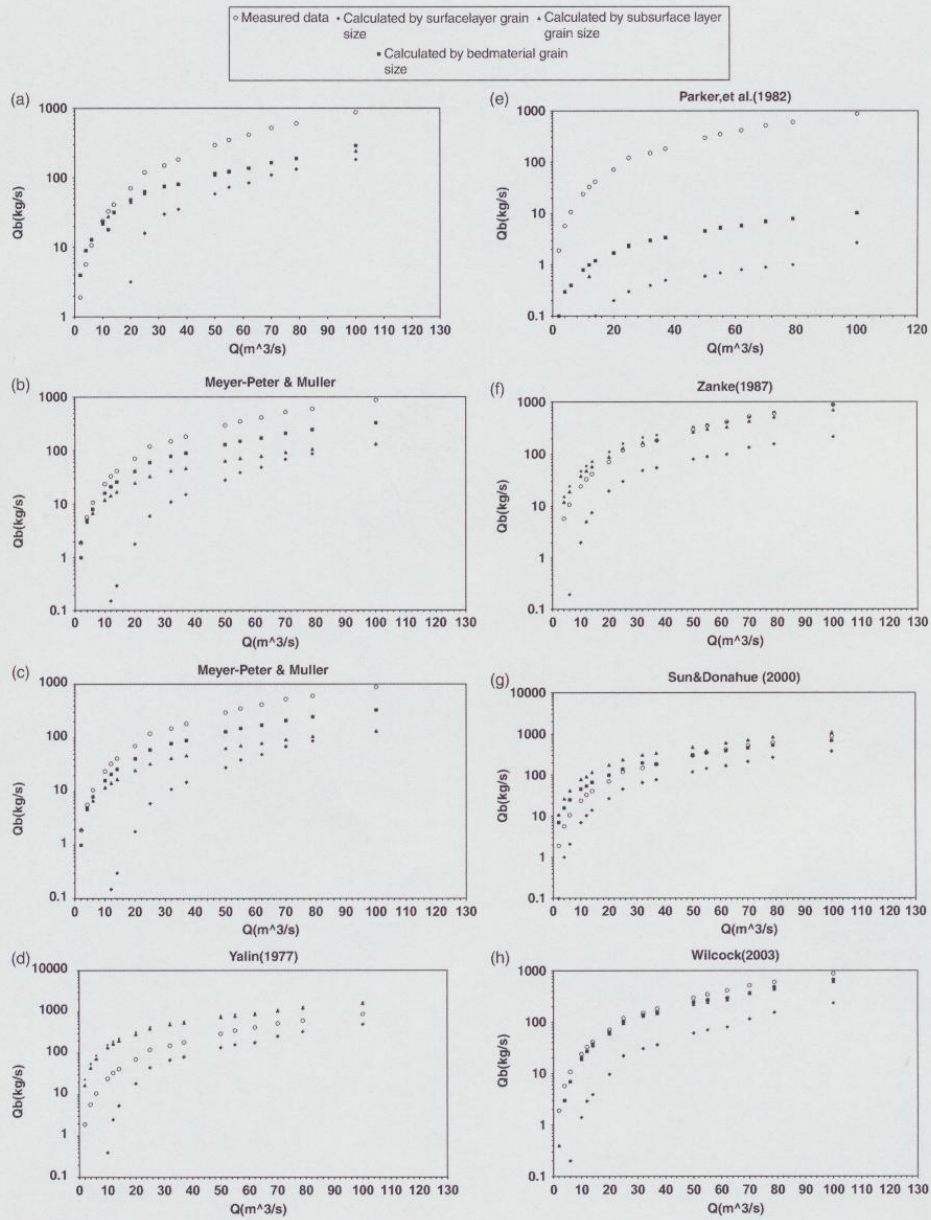 Measured data
Calculated by surfacelayer grain size
Calculated by subsurface layer grain size
Calculated by bedmaterial grain size
(a)
1000
100
10
1
Qb(kg/s)
0 10 20 30 40 50 60 70 80 90 100 110 120 130
Q(m^3/s)
(b)
Meyer-Peter & Muller
1000
100
10
1
0.1
Qb(kg/s)
0 10 20 30 40 50 60 70 80 90 100 110 120 130
Q(m^3/s)
(c)
Meyer-Peter & Muller
1000
100
10
1
0.1
Qb(kg/s)
0 10 20 30 40 50 60 70 80 90 100 110 120 130
Q(m^3/s)
(d)
Yalin(1977)
10000
1000
100
10
1
0.1
Qb(kg/s)
0 10 20 30 40 50 60 70 80 90 100 110 120 130
Q(m^3/s)
(e)
Parker,et al.(1982)
1000
100
10
1
0.1
Qb(kg/s)
0 20 40 60 80 100 120
Q(m^3/s)
(f)
Zanke(1987)
1000
100
10
1
0.1
Qb(kg/s)
0 10 20 30 40 50 60 70 80 90 100 110 120 130
Q(m^3/s)
(g)
Sun&Donahue (2000)
10000
1000
100
10
1
0.1
Qb(kg/s)
0 10 20 30 40 50 60 70 80 90 100 110 120 130
Q(m^3/s)
(h)
Wilcock(2003)
1000
100
10
1
0.1
Qb(kg/s)
0 10 20 30 40 50 60 70 80 90 100 110 120 130
Q(m^3/s)